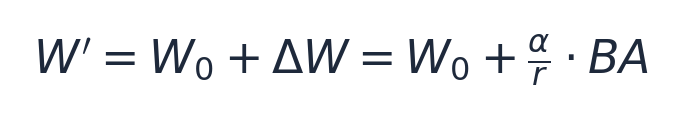 W′ = W₀ + ΔW = W₀ + α/r · BA